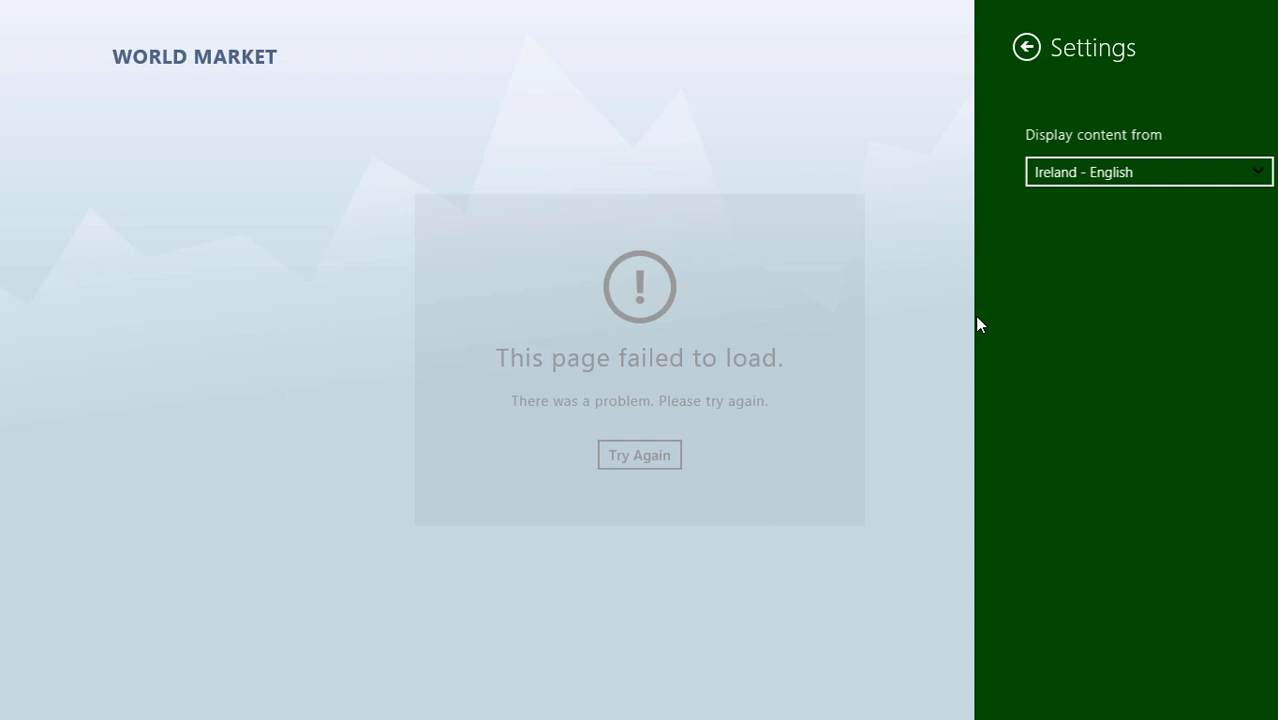 WORLD MARKET
This page failed to load.
There was a problem. Please try again.
Try Again
Settings
Display content from
Ireland - English